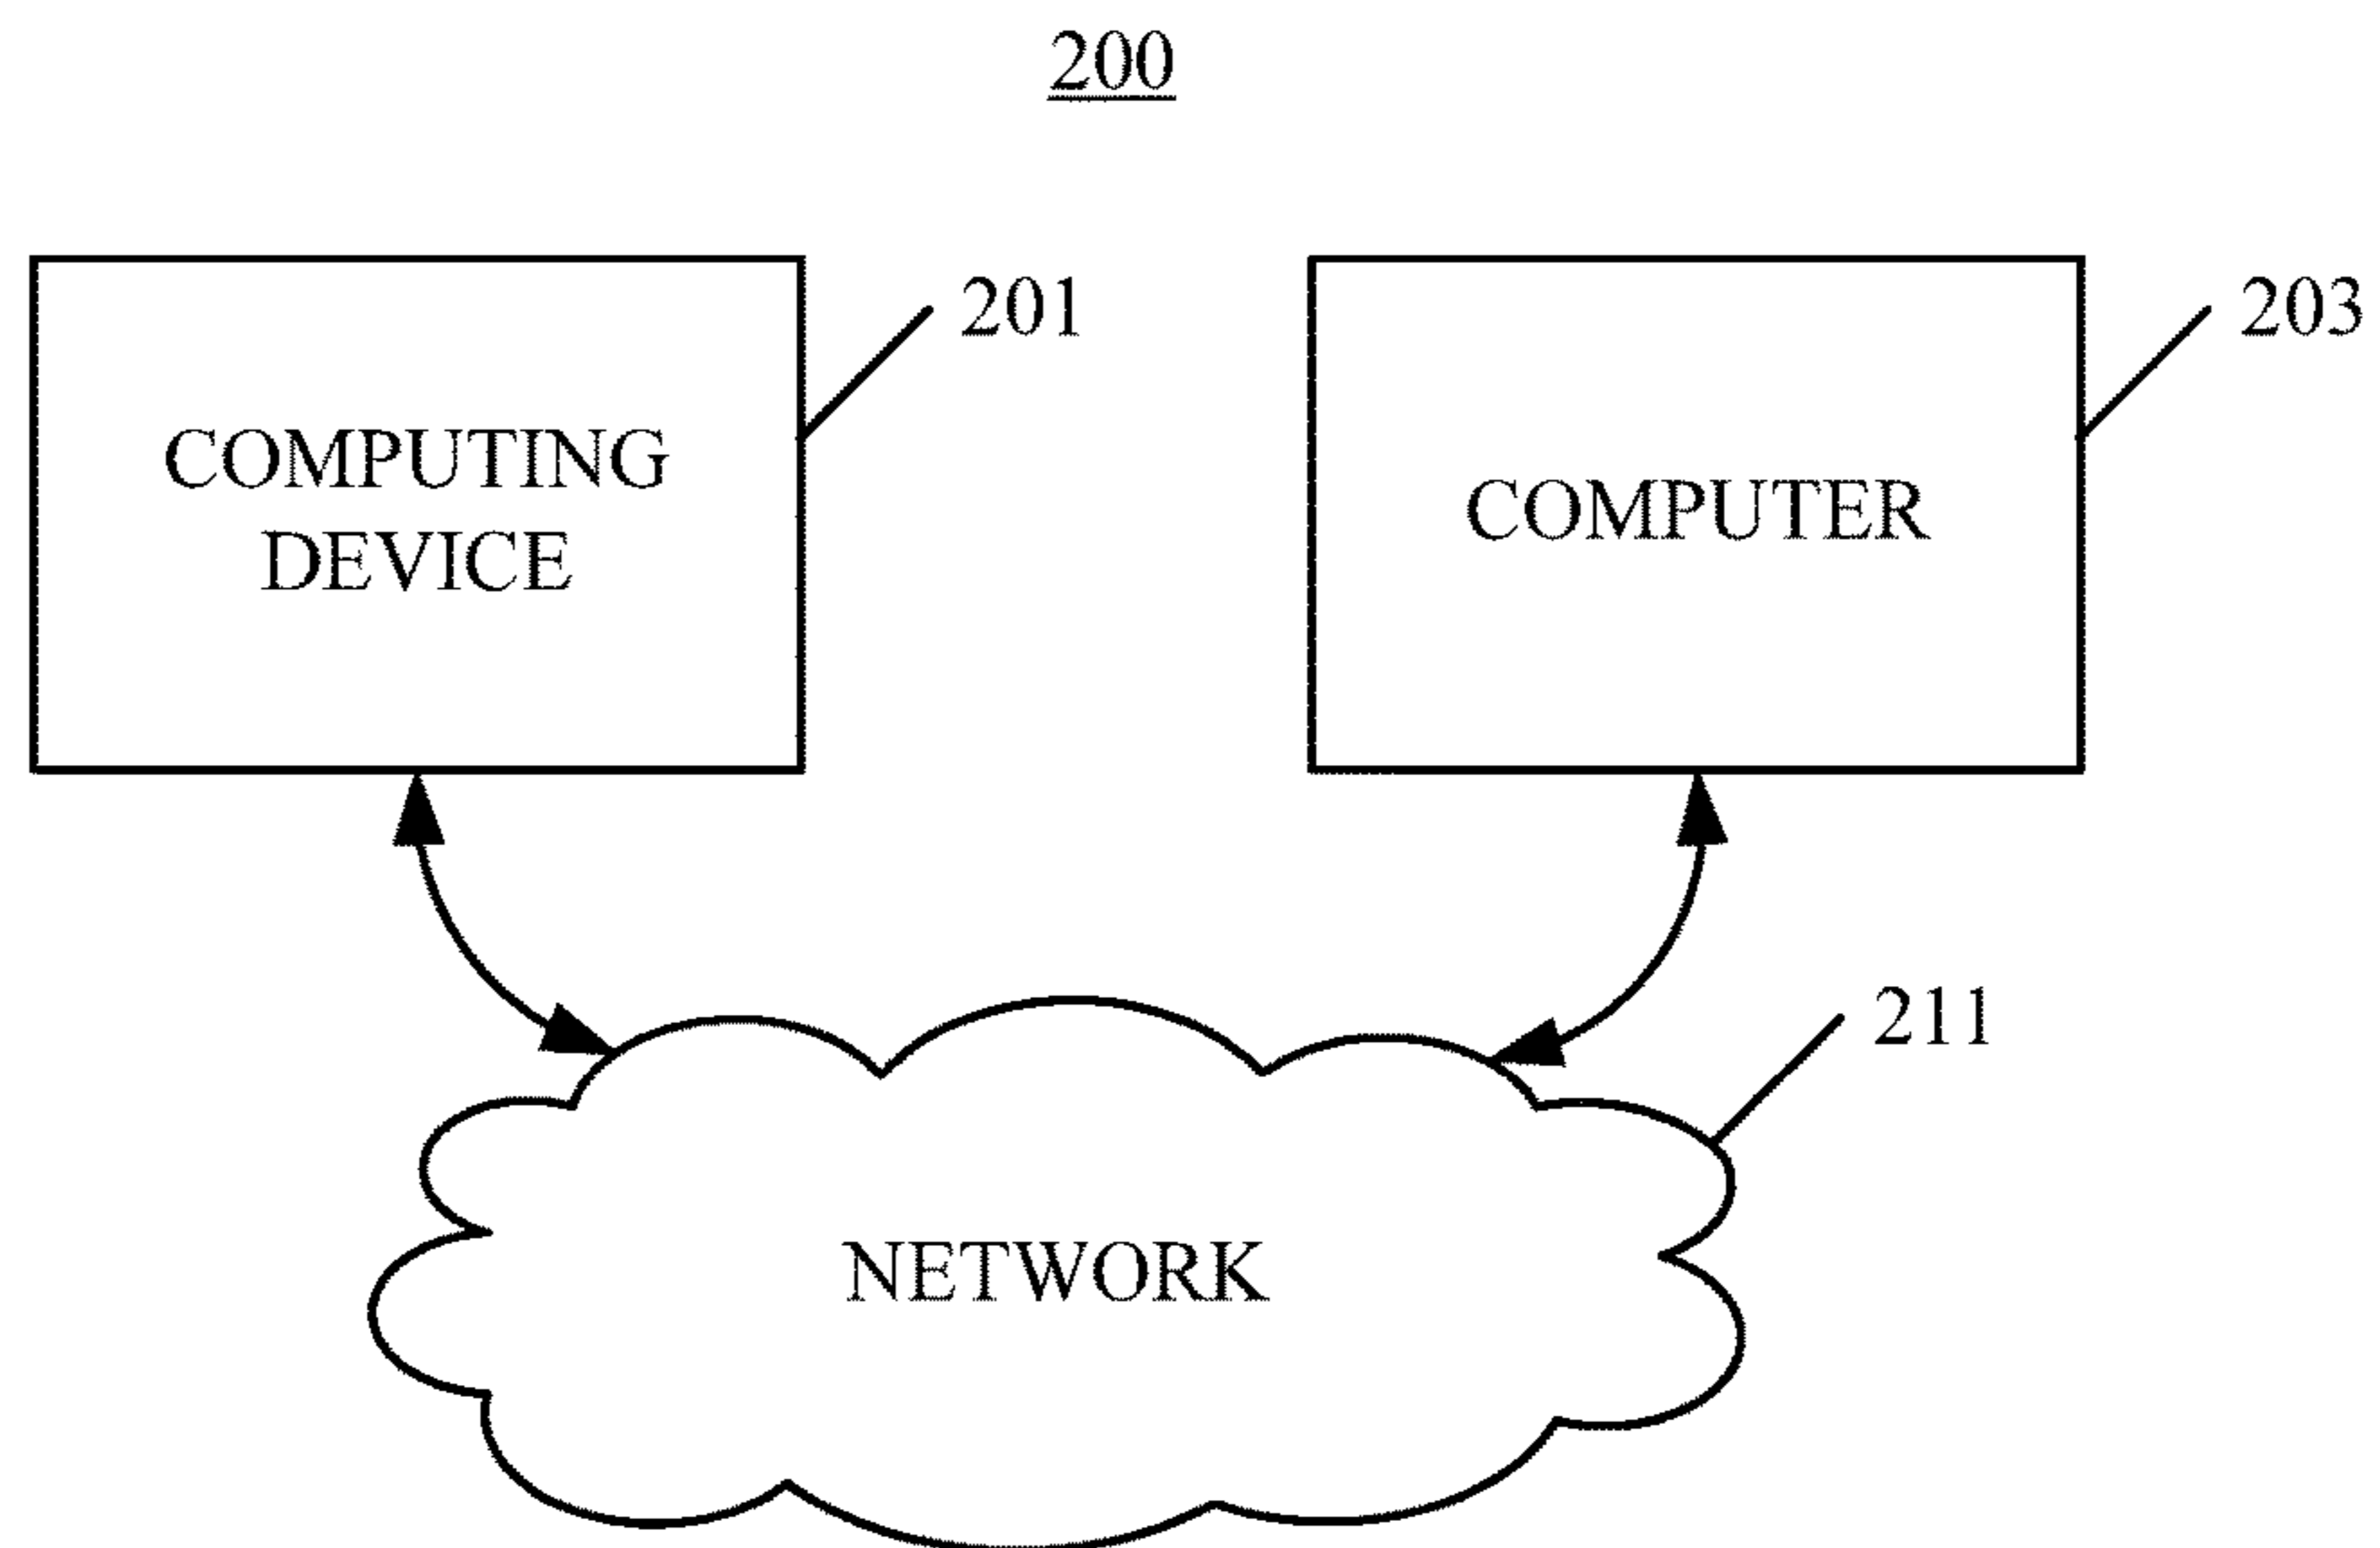 200
201
203
COMPUTING
DEVICE
COMPUTER
211
NETWORK